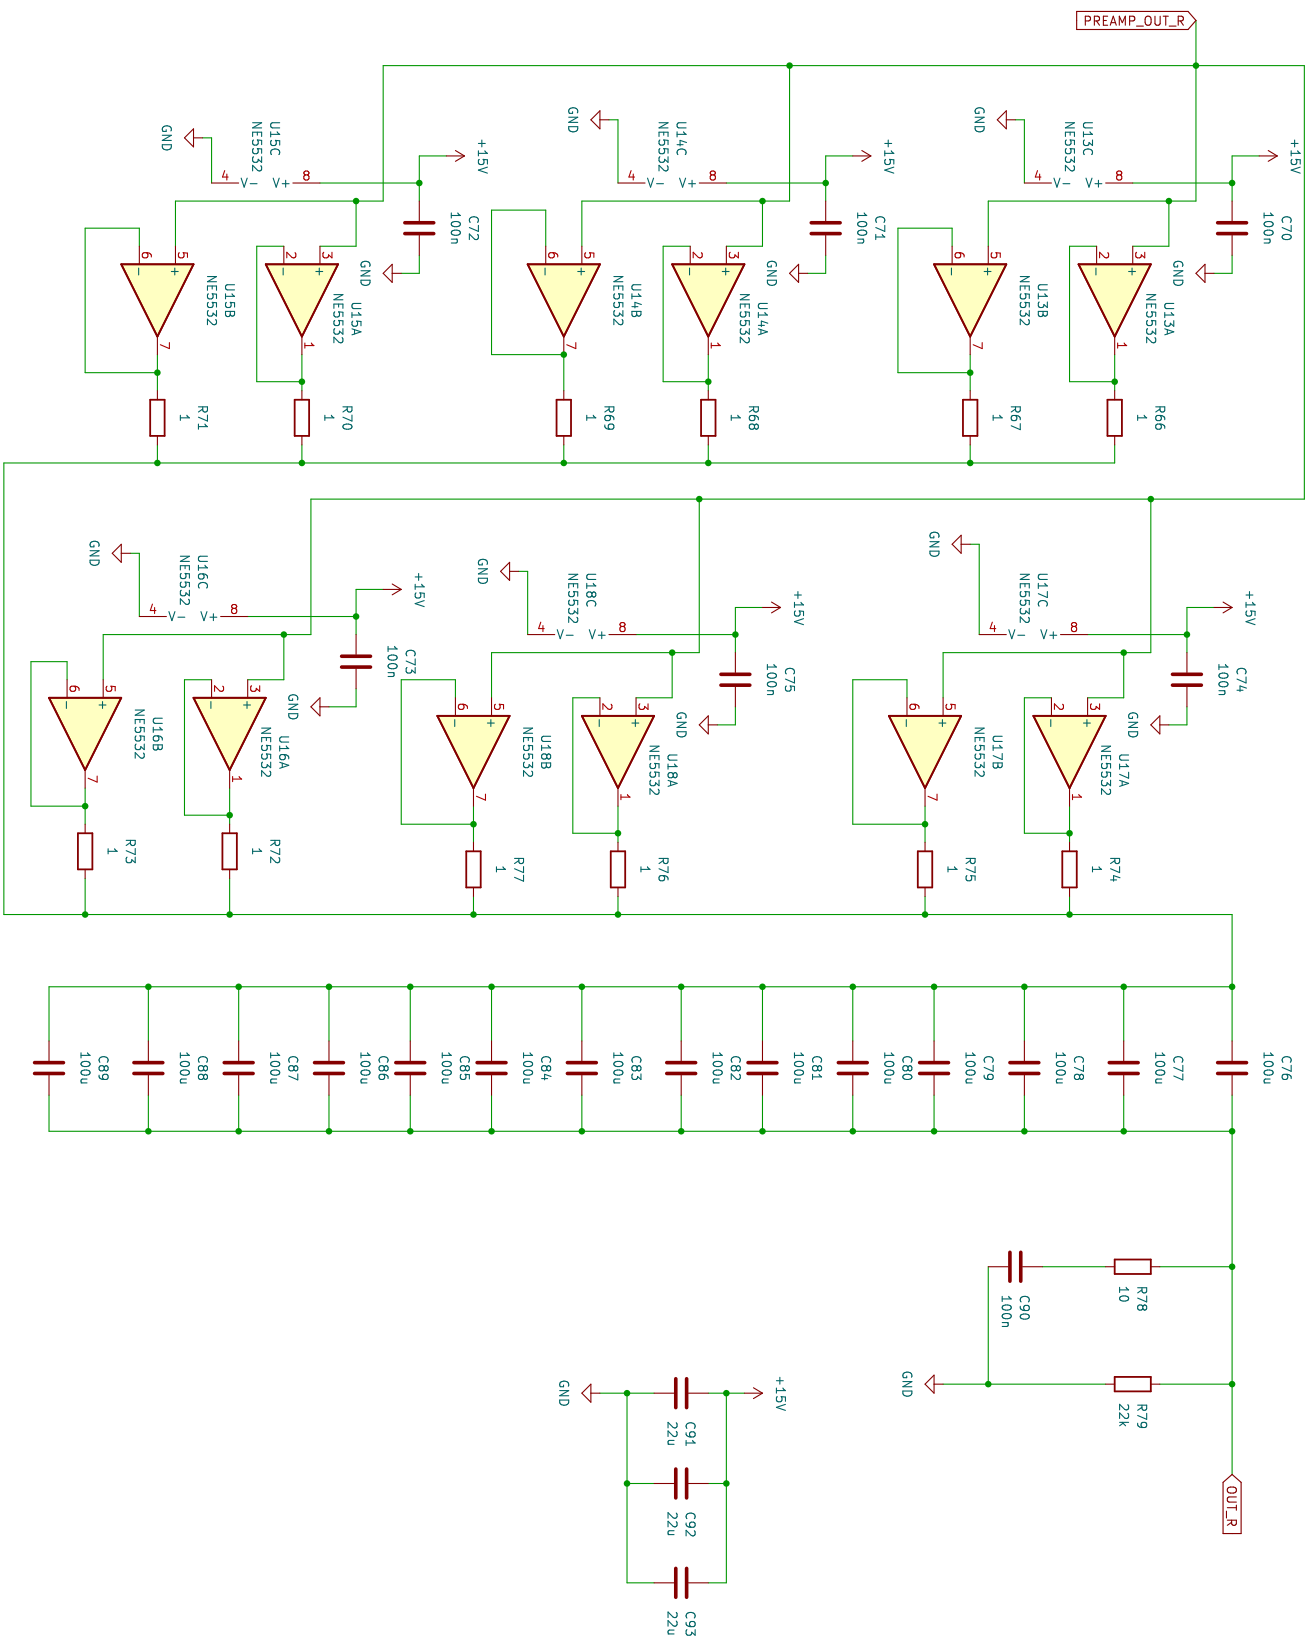 PREAMP_OUT_R
+15V
GND
4
V-
V+
8
U13C
NE5532
C70
100n
GND
3
2
+
-
1
U13A
NE5532
5
6
+
-
7
U13B
NE5532
R66
1
R67
1
+15V
GND
4
V-
V+
8
U14C
NE5532
C71
100n
GND
3
2
+
-
1
U14A
NE5532
5
6
+
-
7
U14B
NE5532
R68
1
R69
1
+15V
GND
4
V-
V+
8
U15C
NE5532
C72
100n
GND
3
2
+
-
1
U15A
NE5532
5
6
+
-
7
U15B
NE5532
R70
1
R71
1
+15V
GND
4
V-
V+
8
U17C
NE5532
C74
100n
GND
3
2
+
-
1
U17A
NE5532
5
6
+
-
7
U17B
NE5532
R74
1
R75
1
+15V
GND
4
V-
V+
8
U18C
NE5532
C75
100n
GND
3
2
+
-
1
U18A
NE5532
5
6
+
-
7
U18B
NE5532
R76
1
R77
1
+15V
GND
4
V-
V+
8
U16C
NE5532
C73
100n
GND
3
2
+
-
1
U16A
NE5532
5
6
+
-
7
U16B
NE5532
R72
1
R73
1
C76
100u
C77
100u
C78
100u
C79
100u
C80
100u
C81
100u
C82
100u
C83
100u
C84
100u
C85
100u
C86
100u
C87
100u
C88
100u
C89
100u
R78
10
C90
100n
R79
22k
GND
OUT_R
+15V
GND
C91
22u
C92
22u
C93
22u